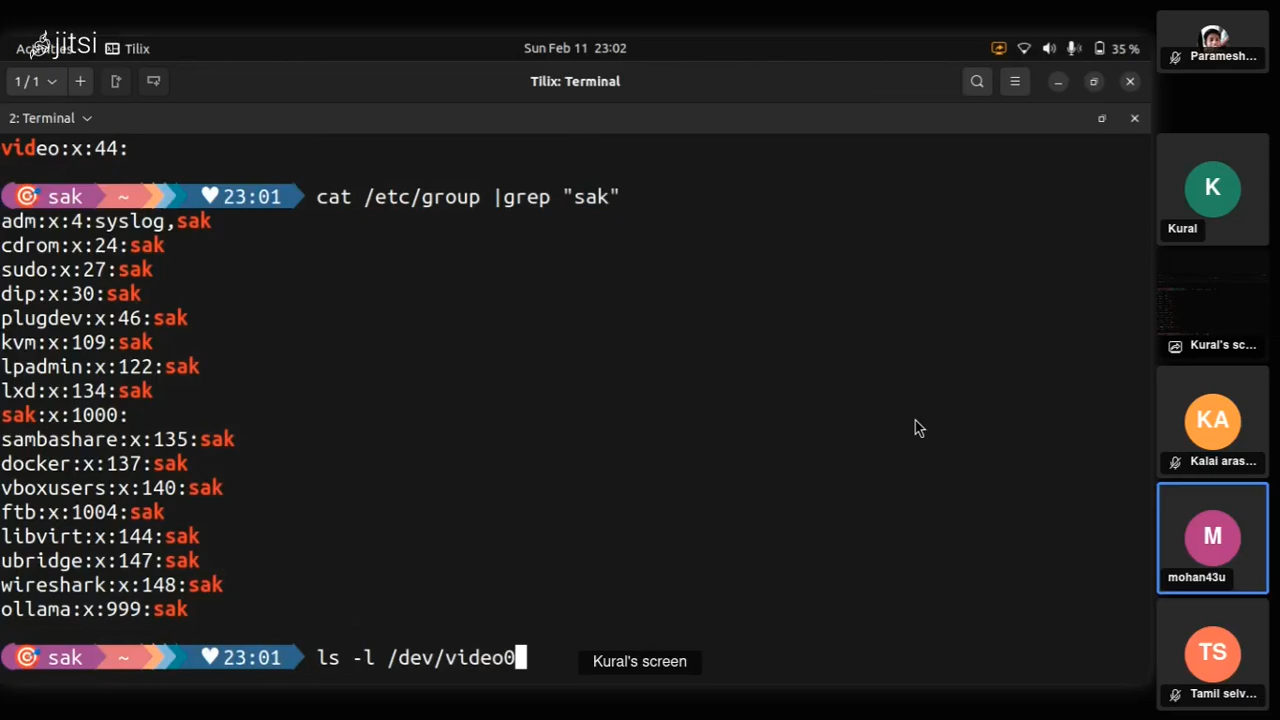 jitsi
Tilix
Sun Feb 11 23:02
35 %
1 / 1
Tilix: Terminal
2: Terminal
video:x:44:
sak ~ 23:01 cat /etc/group |grep "sak"
adm:x:4:syslog,sak
cdrom:x:24:sak
sudo:x:27:sak
dip:x:30:sak
plugdev:x:46:sak
kvm:x:109:sak
lpadmin:x:122:sak
lxd:x:134:sak
sak:x:1000:
sambashare:x:135:sak
docker:x:137:sak
vboxusers:x:140:sak
ftb:x:1004:sak
libvirt:x:144:sak
ubridge:x:147:sak
wireshark:x:148:sak
ollama:x:999:sak
sak ~ 23:01 ls -l /dev/video0
Kural's screen
Paramesh...
K
Kural
Kural's sc...
KA
Kalai aras...
M
mohan43u
TS
Tamil selv...